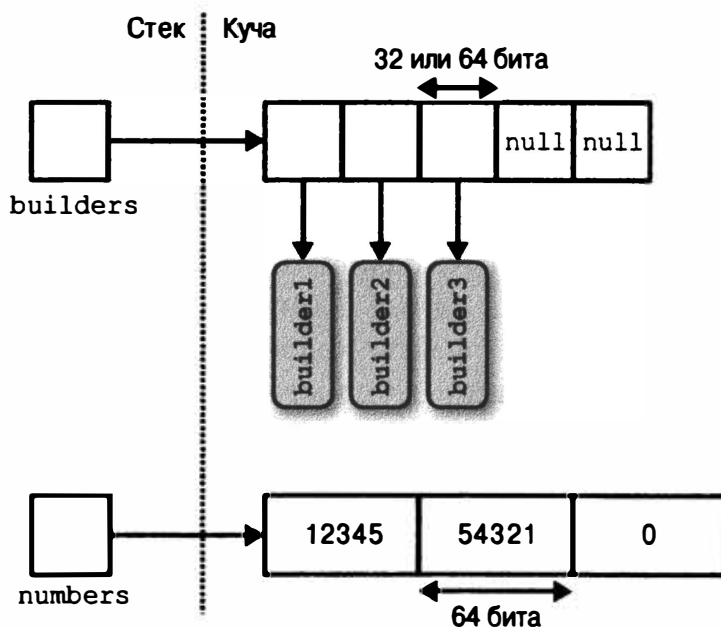 Стек Куча
32 или 64 бита
null null
builders
builder1 builder2 builder3
12345 54321 0
numbers
64 бита